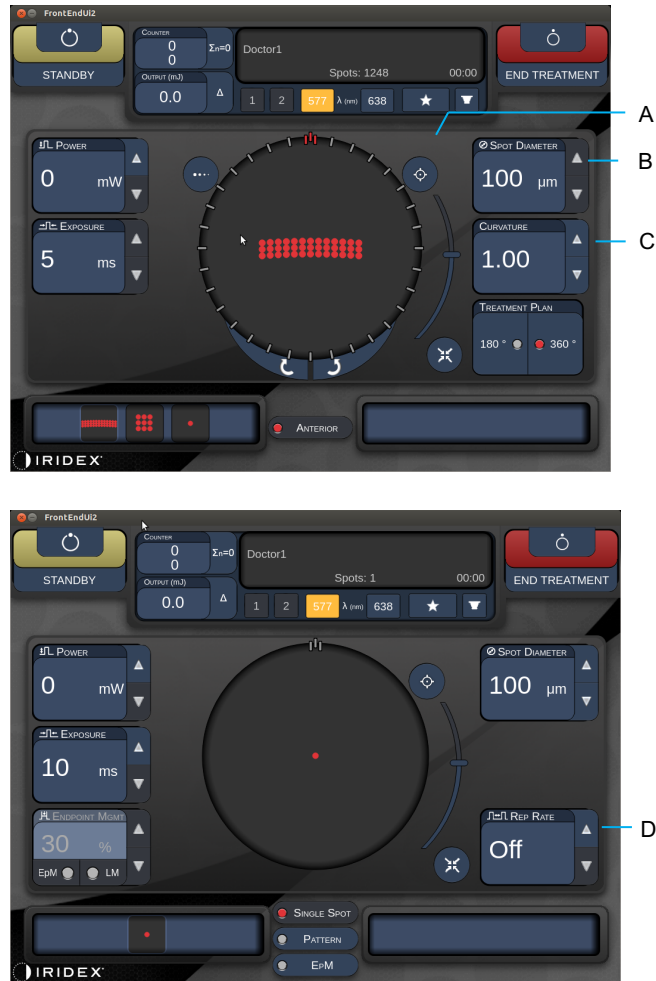 FrontEndUi2
STANDBY
COUNTER
0
0
Σn=0
OUTPUT (mJ)
0.0
Δ
Doctor1
Spots: 1248 00:00
1 2 577 λ (nm) 638
END TREATMENT
A
POWER
0 mW
EXPOSURE
5 ms
SPOT DIAMETER
100 μm
B
CURVATURE
1.00
C
TREATMENT PLAN
180 ° 360 °
ANTERIOR
IRIDEX
FrontEndUi2
STANDBY
COUNTER
0
0
Σn=0
OUTPUT (mJ)
0.0
Δ
Doctor1
Spots: 1 00:00
1 2 577 λ (nm) 638
END TREATMENT
POWER
0 mW
EXPOSURE
10 ms
ENDPOINT MGMT
30 %
EpM LM
SPOT DIAMETER
100 μm
REP RATE
Off
D
SINGLE SPOT
PATTERN
EPM
IRIDEX